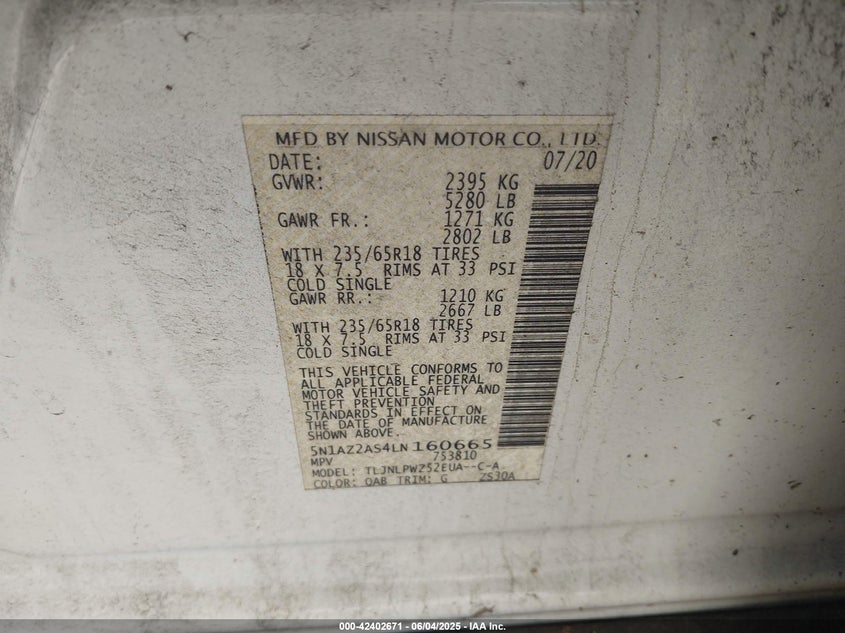 MFD BY NISSAN MOTOR CO., LTD.
DATE: 07/20
GVWR: 2395 KG
5280 LB
GAWR FR.: 1271 KG
2802 LB
WITH 235/65R18 TIRES
18 X 7.5 RIMS AT 33 PSI
COLD SINGLE
GAWR RR.: 1210 KG
2667 LB
WITH 235/65R18 TIRES
18 X 7.5 RIMS AT 33 PSI
COLD SINGLE
THIS VEHICLE CONFORMS TO
ALL APPLICABLE FEDERAL
MOTOR VEHICLE SAFETY AND
THEFT PREVENTION
STANDARDS IN EFFECT ON
THE DATE OF MANUFACTURE
SHOWN ABOVE.
5N1AZ2AS4LN160665
MPV 753810
MODEL: TLJNLPWZ52EUA--C-A
COLOR: QAB TRIM: G ZS30A
000-42402671 - 06/04/2025 - IAA Inc.